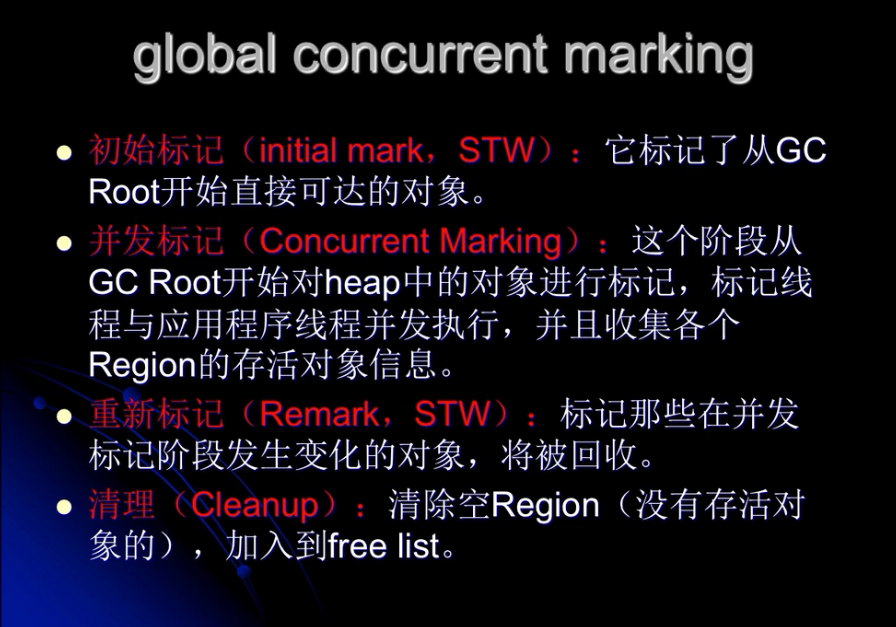 global concurrent marking
初始标记（initial mark，STW）：它标记了从GC
Root开始直接可达的对象。
并发标记（Concurrent Marking）：这个阶段从
GC Root开始对heap中的对象进行标记，标记线
程与应用程序线程并发执行，并且收集各个
Region的存活对象信息。
重新标记（Remark，STW）：标记那些在并发
标记阶段发生变化的对象，将被回收。
清理（Cleanup）：清除空Region（没有存活对
象的），加入到free list。